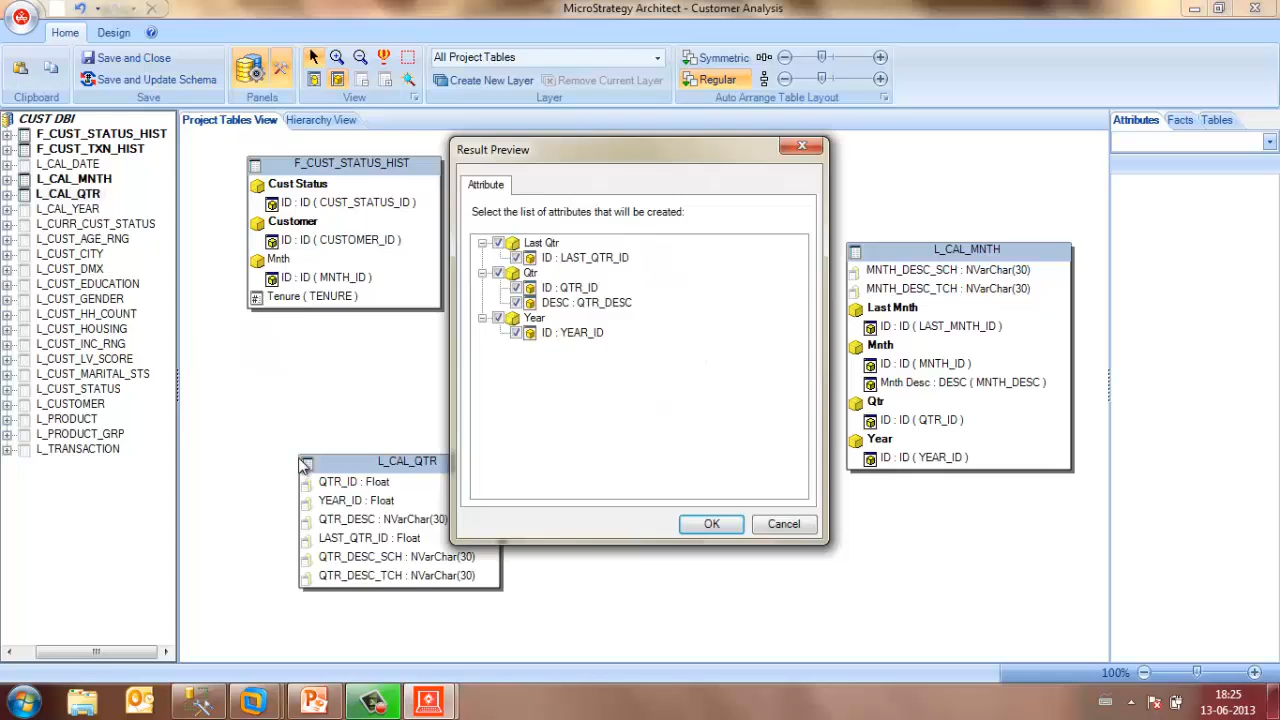 MicroStrategy Architect - Customer Analysis
Home
Design
Save and Close
Save and Update Schema
All Project Tables
Create New Layer
Remove Current Layer
Symmetric
Regular
Clipboard
Save
Panels
View
Layer
Auto Arrange Table Layout
CUST DBI
F_CUST_STATUS_HIST
F_CUST_TXN_HIST
L_CAL_DATE
L_CAL_MNTH
L_CAL_QTR
L_CAL_YEAR
L_CURR_CUST_STATUS
L_CUST_AGE_RNG
L_CUST_CITY
L_CUST_DMX
L_CUST_EDUCATION
L_CUST_GENDER
L_CUST_HH_COUNT
L_CUST_HOUSING
L_CUST_INC_RNG
L_CUST_LV_SCORE
L_CUST_MARITAL_STS
L_CUST_STATUS
L_CUSTOMER
L_PRODUCT
L_PRODUCT_GRP
L_TRANSACTION
Project Tables View
Hierarchy View
F_CUST_STATUS_HIST
Cust Status
ID : ID ( CUST_STATUS_ID )
Customer
ID : ID ( CUSTOMER_ID )
Mnth
ID : ID ( MNTH_ID )
Tenure ( TENURE )
L_CAL_QTR
QTR_ID : Float
YEAR_ID : Float
QTR_DESC : NVarChar(30)
LAST_QTR_ID : Float
QTR_DESC_SCH : NVarChar(30)
QTR_DESC_TCH : NVarChar(30)
Result Preview
Attribute
Select the list of attributes that will be created:
Last Qtr
ID : LAST_QTR_ID
Qtr
ID : QTR_ID
DESC : QTR_DESC
Year
ID : YEAR_ID
OK
Cancel
L_CAL_MNTH
MNTH_DESC_SCH : NVarChar(30)
MNTH_DESC_TCH : NVarChar(30)
Last Mnth
ID : ID ( LAST_MNTH_ID )
Mnth
ID : ID ( MNTH_ID )
Mnth Desc : DESC ( MNTH_DESC )
Qtr
ID : ID ( QTR_ID )
Year
ID : ID ( YEAR_ID )
Attributes
Facts
Tables
100%
18:25
13-06-2013